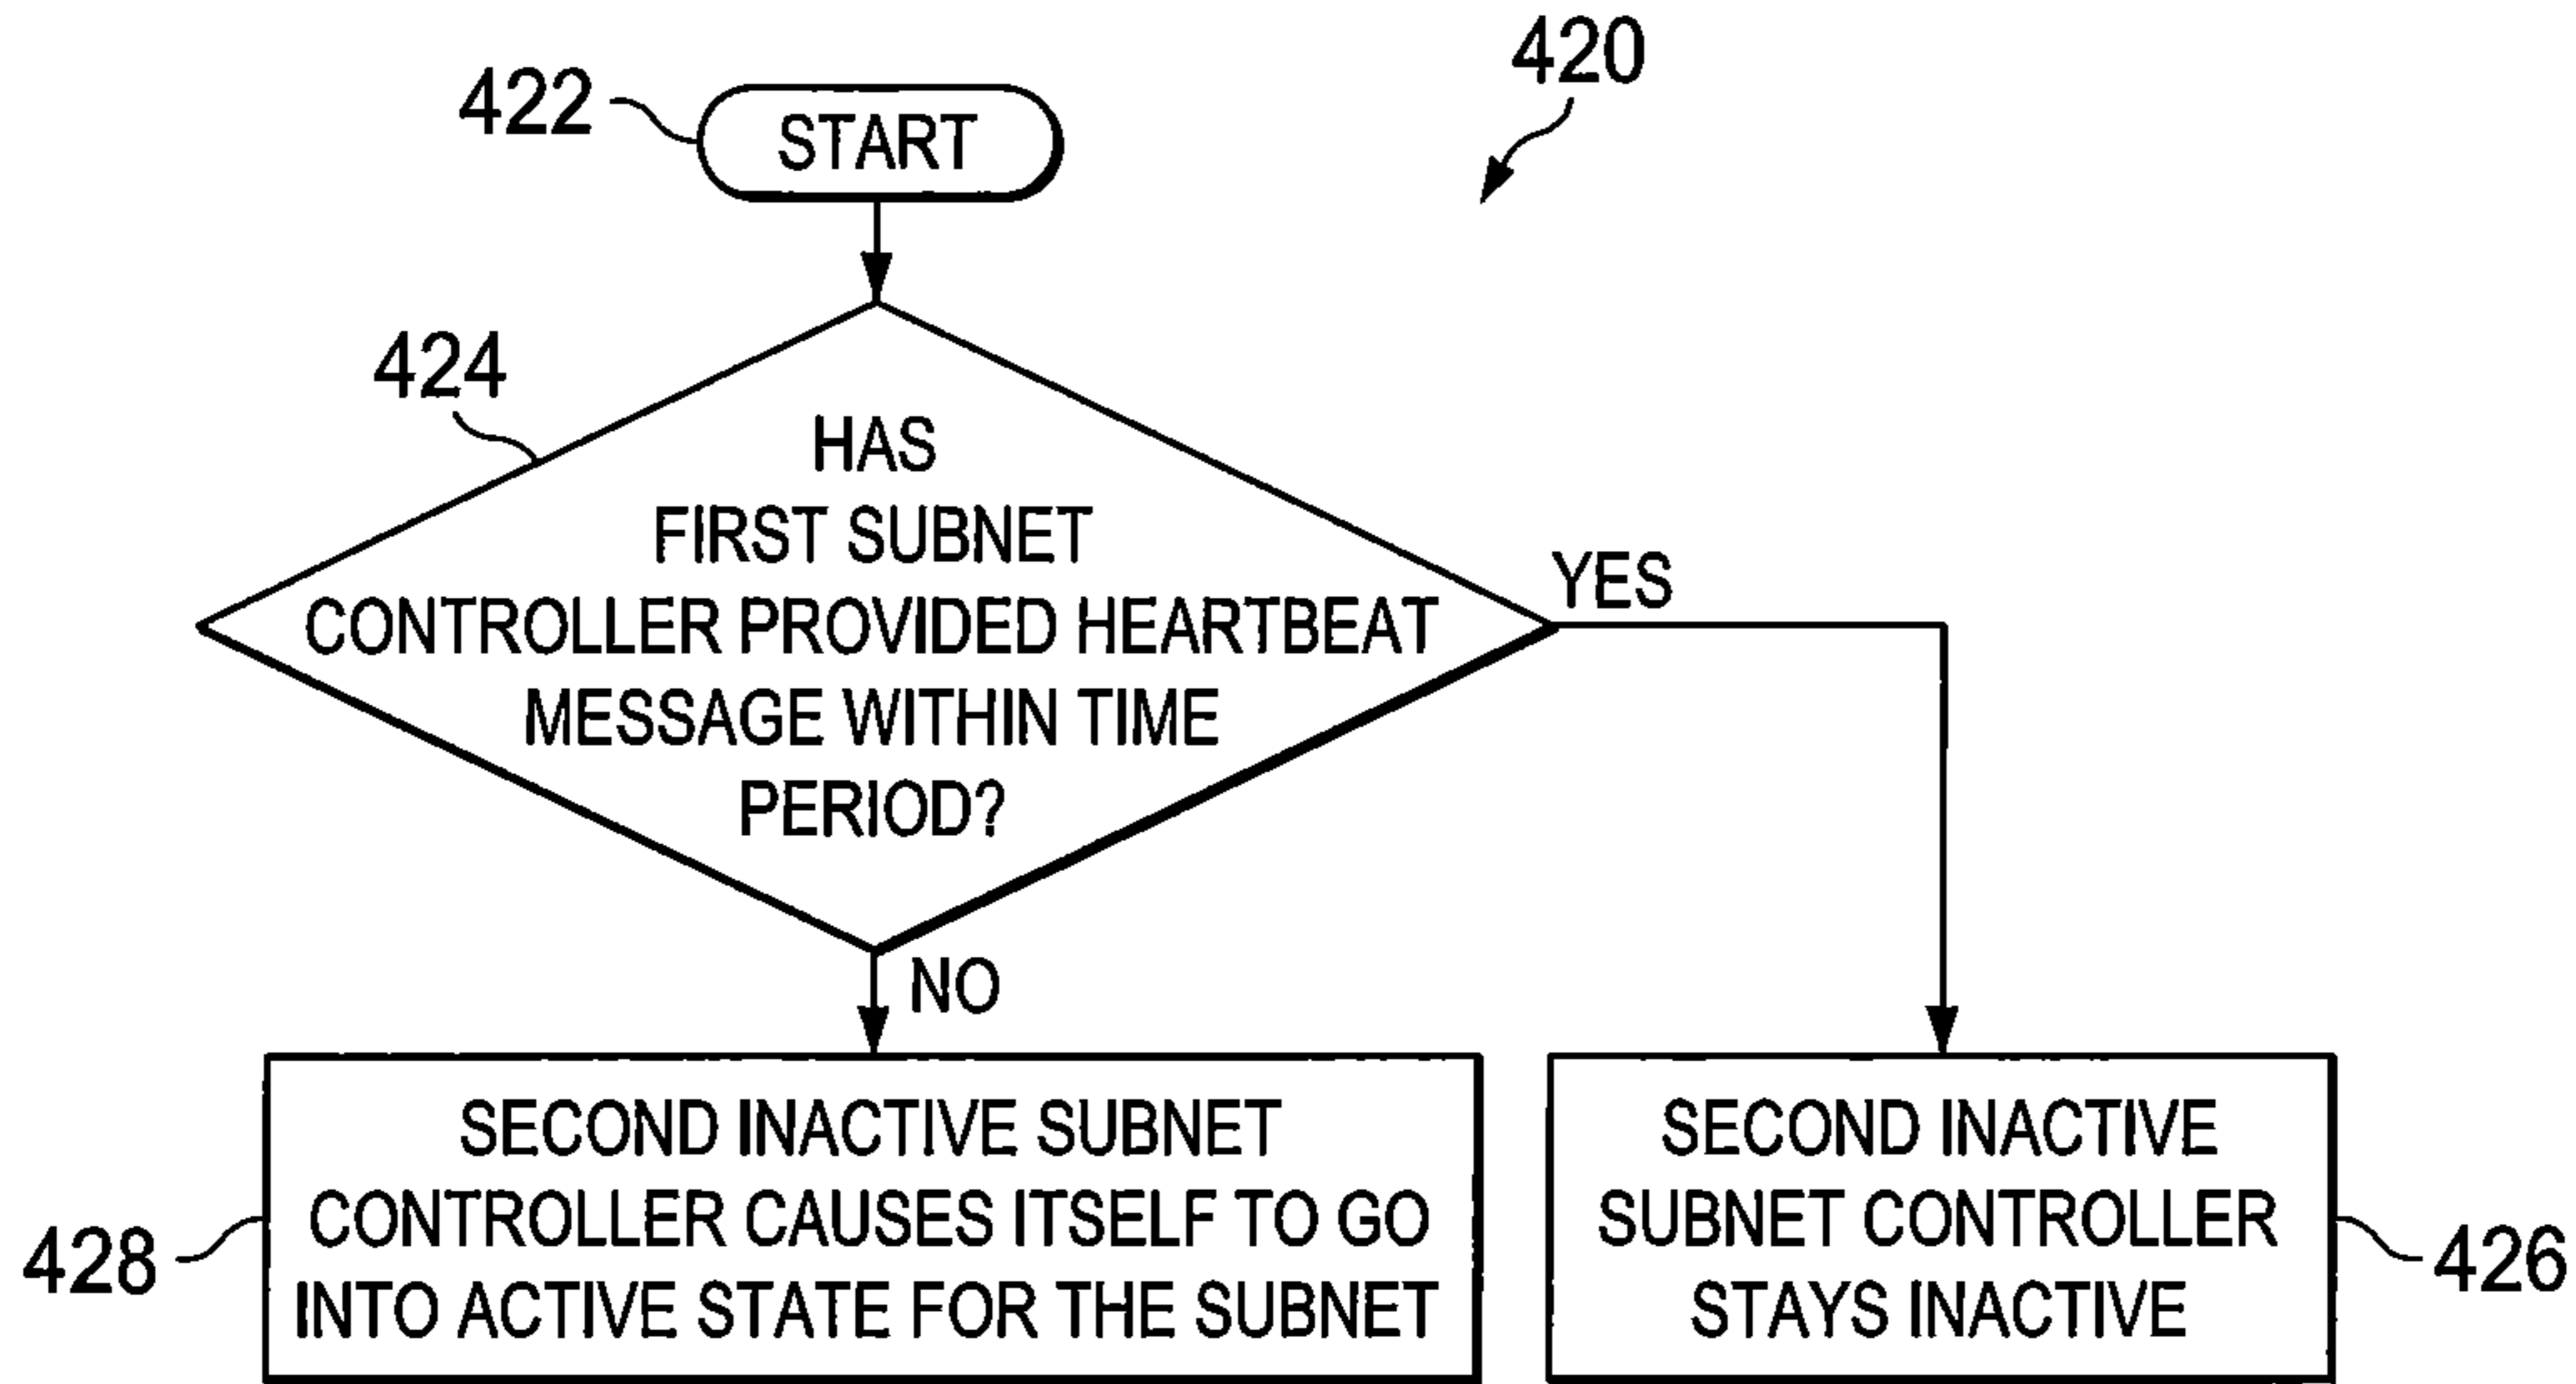 420
422
START
424
HAS
FIRST SUBNET
CONTROLLER PROVIDED HEARTBEAT
MESSAGE WITHIN TIME
PERIOD?
YES
NO
SECOND INACTIVE SUBNET
CONTROLLER CAUSES ITSELF TO GO
INTO ACTIVE STATE FOR THE SUBNET
428
SECOND INACTIVE
SUBNET CONTROLLER
STAYS INACTIVE
426